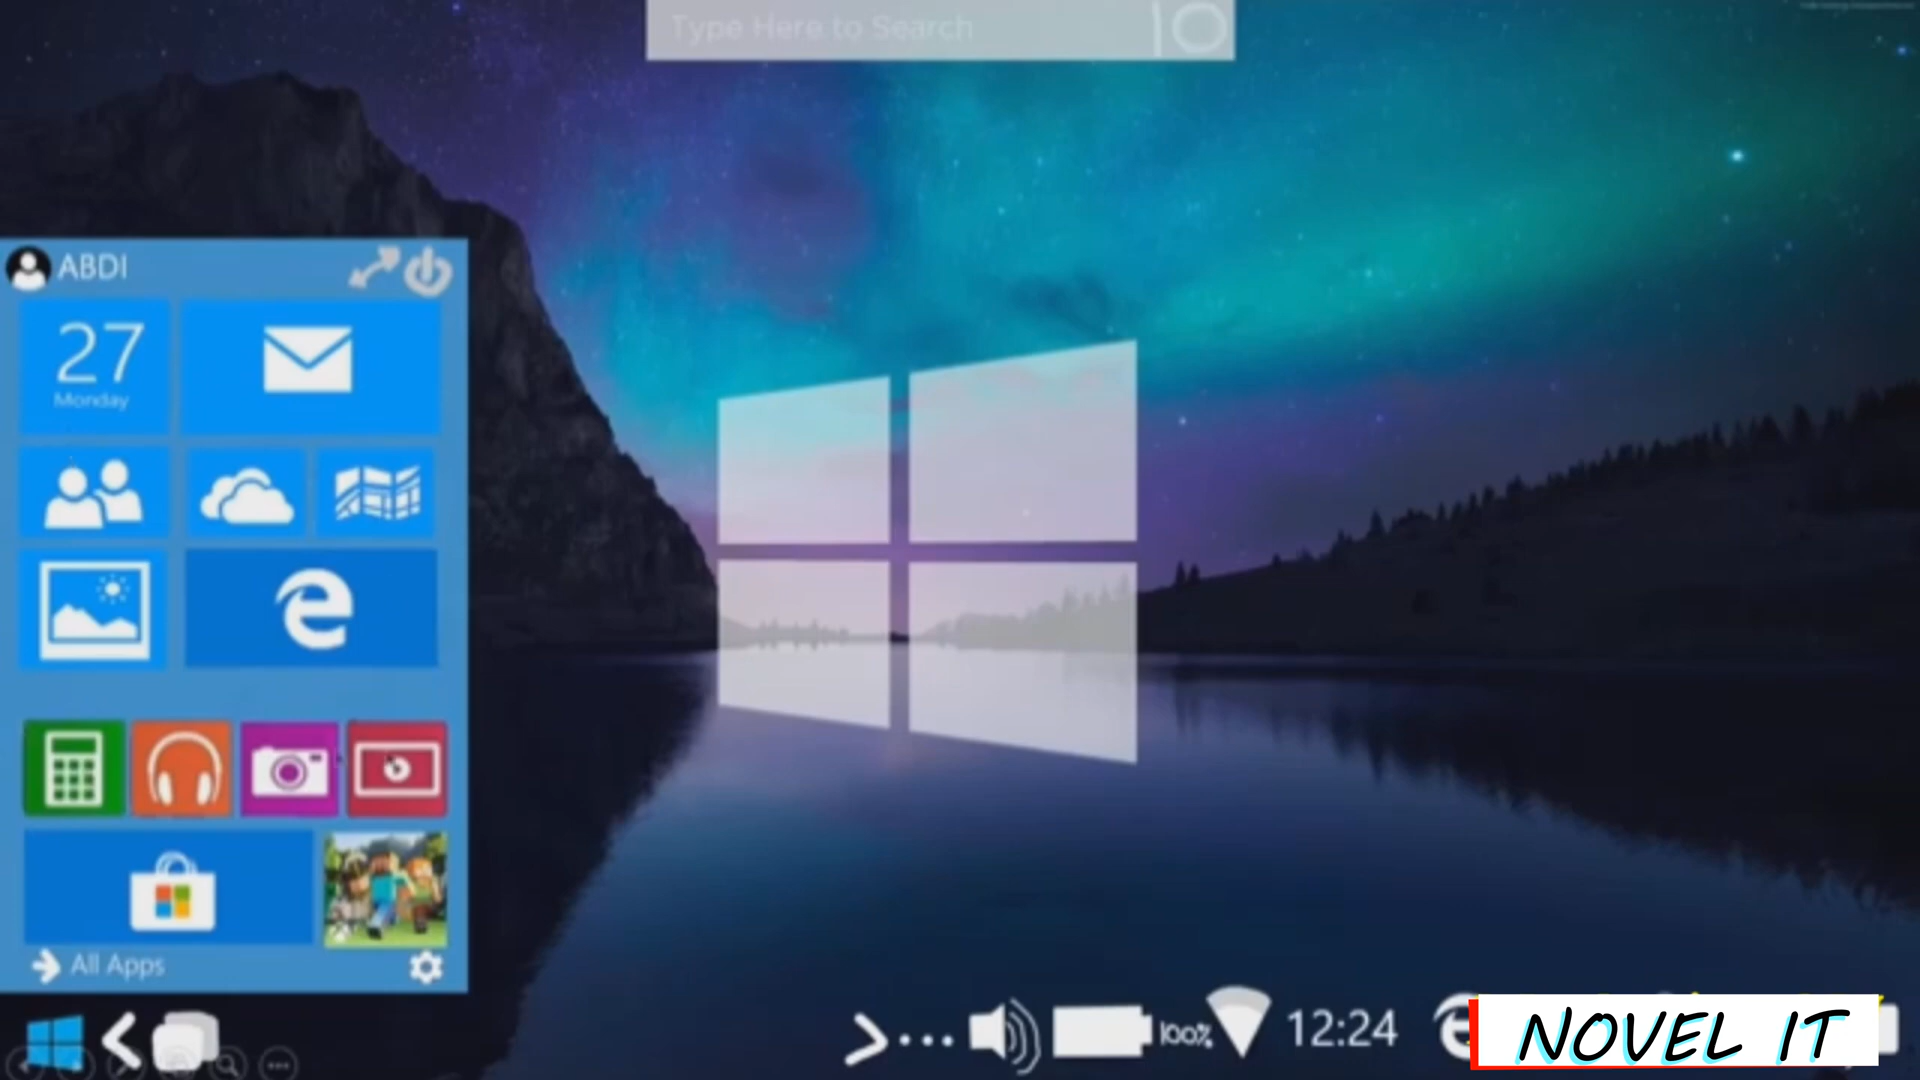 Type Here to Search
ABDI
27
Monday
All Apps
100%
12:24
NOVEL IT